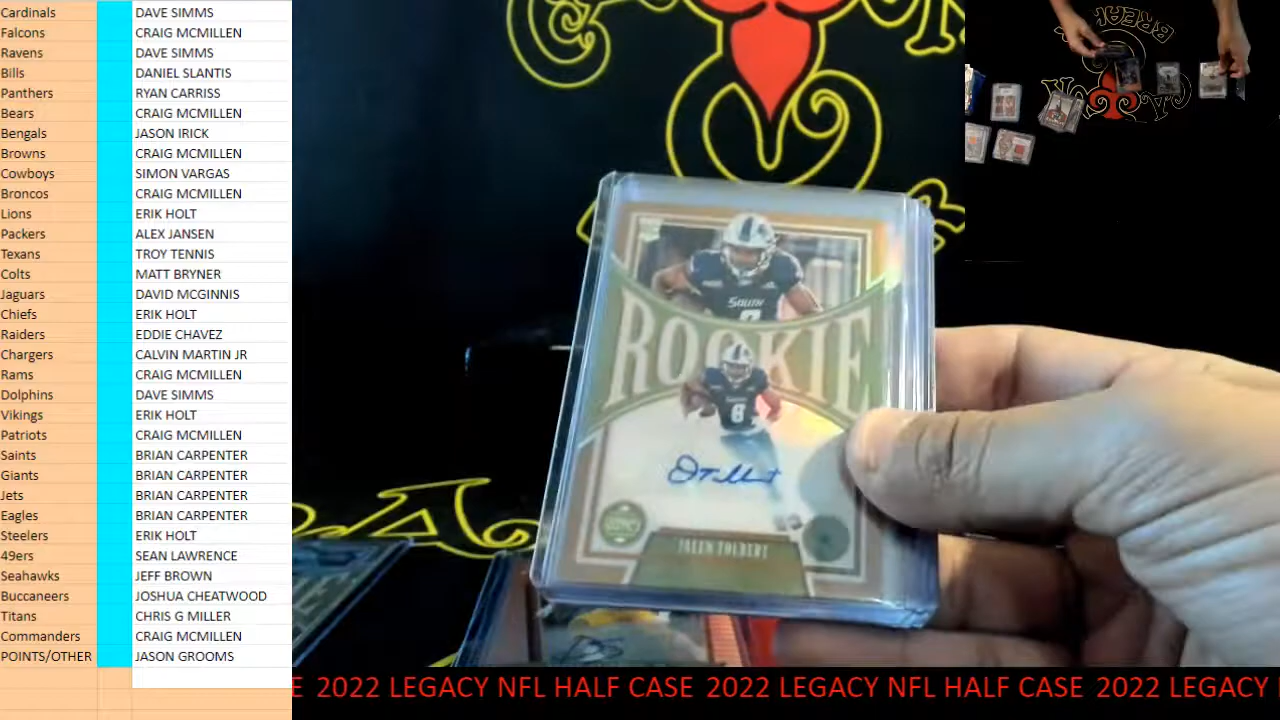 Cardinals DAVE SIMMS
Falcons CRAIG MCMILLEN
Ravens DAVE SIMMS
Bills DANIEL SLANTIS
Panthers RYAN CARRISS
Bears CRAIG MCMILLEN
Bengals JASON IRICK
Browns CRAIG MCMILLEN
Cowboys SIMON VARGAS
Broncos CRAIG MCMILLEN
Lions ERIK HOLT
Packers ALEX JANSEN
Texans TROY TENNIS
Colts MATT BRYNER
Jaguars DAVID MCGINNIS
Chiefs ERIK HOLT
Raiders EDDIE CHAVEZ
Chargers CALVIN MARTIN JR
Rams CRAIG MCMILLEN
Dolphins DAVE SIMMS
Vikings ERIK HOLT
Patriots CRAIG MCMILLEN
Saints BRIAN CARPENTER
Giants BRIAN CARPENTER
Jets BRIAN CARPENTER
Eagles BRIAN CARPENTER
Steelers ERIK HOLT
49ers SEAN LAWRENCE
Seahawks JEFF BROWN
Buccaneers JOSHUA CHEATWOOD
Titans CHRIS G MILLER
Commanders CRAIG MCMILLEN
POINTS/OTHER JASON GROOMS
SOUTH
8
ROOKIE
8
JALEN TOLBERT
BREAK
E 2022 LEGACY NFL HALF CASE 2022 LEGACY NFL HALF CASE 2022 LEGACY